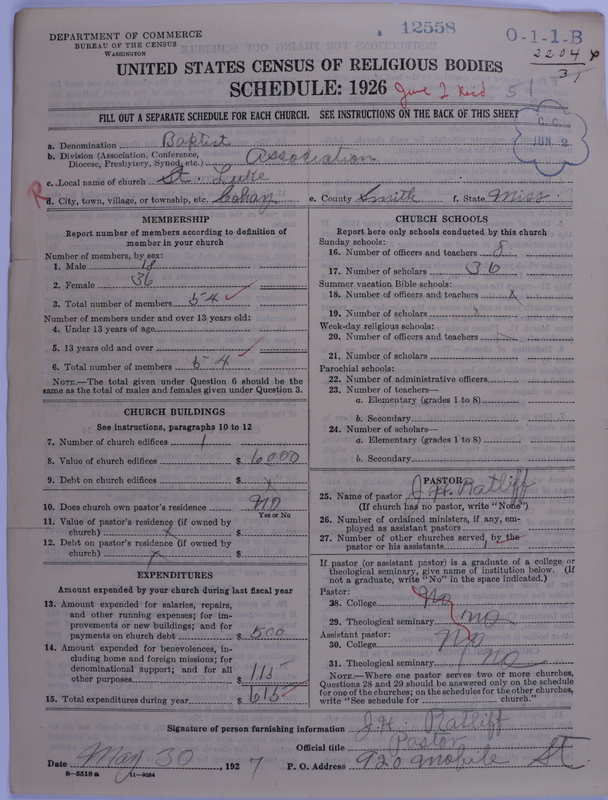 DEPARTMENT OF COMMERCE
BUREAU OF THE CENSUS
WASHINGTON
12558
O-1-1-B
2204
31
UNITED STATES CENSUS OF RELIGIOUS BODIES
SCHEDULE: 1926
June 2 Rec'd 51
FILL OUT A SEPARATE SCHEDULE FOR EACH CHURCH. SEE INSTRUCTIONS ON THE BACK OF THIS SHEET
C. C.
JUN 2
a. Denomination Baptist
b. Division (Association, Conference, Diocese, Presbytery, Synod, etc.) Association
c. Local name of church St. Luke
R
d. City, town, village, or township, etc. Cohay e. County Smith f. State Miss.
MEMBERSHIP
Report number of members according to definition of
member in your church
Number of members, by sex:
1. Male 18
2. Female 36
3. Total number of members 54 ✓
Number of members under and over 13 years old:
4. Under 13 years of age
5. 13 years old and over ✓
6. Total number of members 54
NOTE.—The total given under Question 6 should be the
same as the total of males and females given under Question 3.
CHURCH BUILDINGS
See instructions, paragraphs 10 to 12
7. Number of church edifices 1
8. Value of church edifices $ 6000
9. Debt on church edifices $ x
10. Does church own pastor's residence No
Yes or No
11. Value of pastor's residence (if owned by
church) x $
12. Debt on pastor's residence (if owned by
church) x $
EXPENDITURES
Amount expended by your church during last fiscal year
13. Amount expended for salaries, repairs,
and other running expenses; for im-
provements or new buildings; and for
payments on church debt $ 500
14. Amount expended for benevolences, in-
cluding home and foreign missions; for
denominational support; and for all
other purposes $ 115
15. Total expenditures during year $ 615 ✓
CHURCH SCHOOLS
Report here only schools conducted by this church
Sunday schools:
16. Number of officers and teachers 8
17. Number of scholars 36
Summer vacation Bible schools:
18. Number of officers and teachers x
19. Number of scholars x
Week-day religious schools:
20. Number of officers and teachers
21. Number of scholars
Parochial schools:
22. Number of administrative officers
23. Number of teachers—
a. Elementary (grades 1 to 8)
b. Secondary
24. Number of scholars—
a. Elementary (grades 1 to 8)
b. Secondary
PASTOR
25. Name of pastor J. H. Ratliff
(If church has no pastor, write "None")
26. Number of ordained ministers, if any, em-
ployed as assistant pastors
27. Number of other churches served by the
pastor or his assistants 1
If pastor (or assistant pastor) is a graduate of a college or
theological seminary, give name of institution below. (If
not a graduate, write "No" in the space indicated.)
Pastor:
28. College No
29. Theological seminary no
Assistant pastor:
30. College No
31. Theological seminary no
NOTE.—Where one pastor serves two or more churches,
Questions 28 and 29 should be answered only on the schedule
for one of the churches; on the schedules for the other churches,
write "See schedule for ________ church."
Signature of person furnishing information J. H. Ratliff
Official title Pastor
Date May 30, 1927 P. O. Address 920 Mobile St.
6-5518a 11-9354